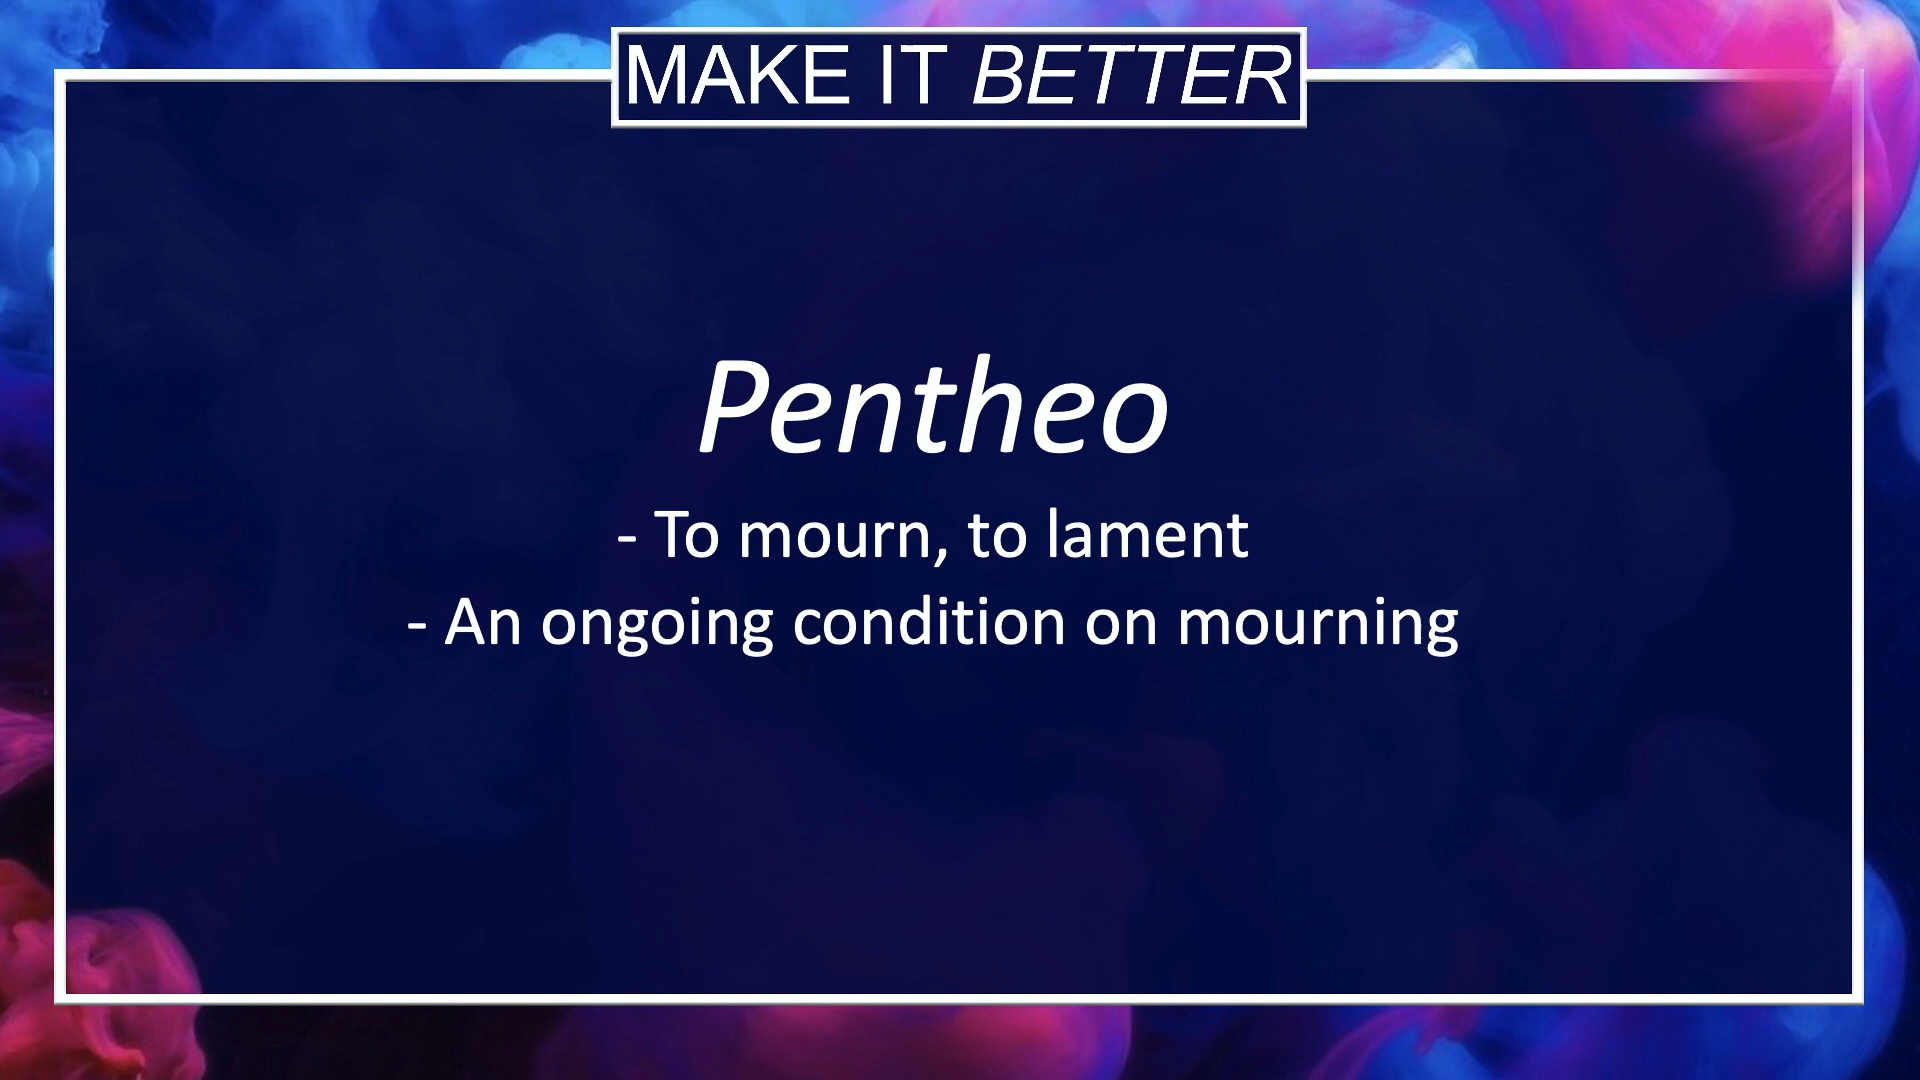 MAKE IT BETTER
Pentheo
- To mourn, to lament
- An ongoing condition on mourning